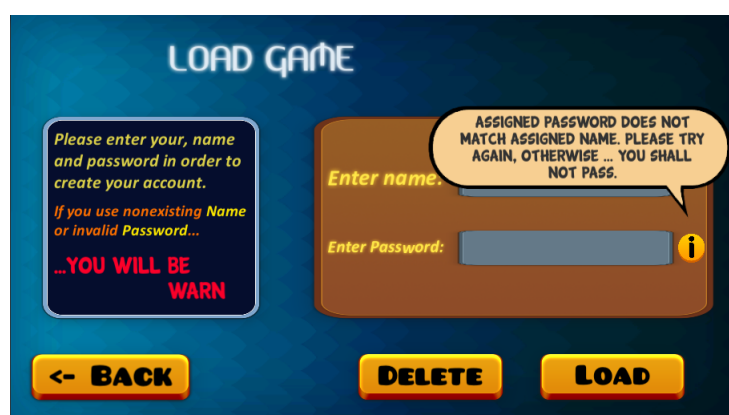 LOAD GAME
Please enter your, name
and password in order to
create your account.
If you use nonexisting Name
or invalid Password...
...YOU WILL BE
WARN
ASSIGNED PASSWORD DOES NOT
MATCH ASSIGNED NAME. PLEASE TRY
AGAIN, OTHERWISE ... YOU SHALL
NOT PASS.
Enter name:
Enter Password:
i
<- BACK
DELETE
LOAD